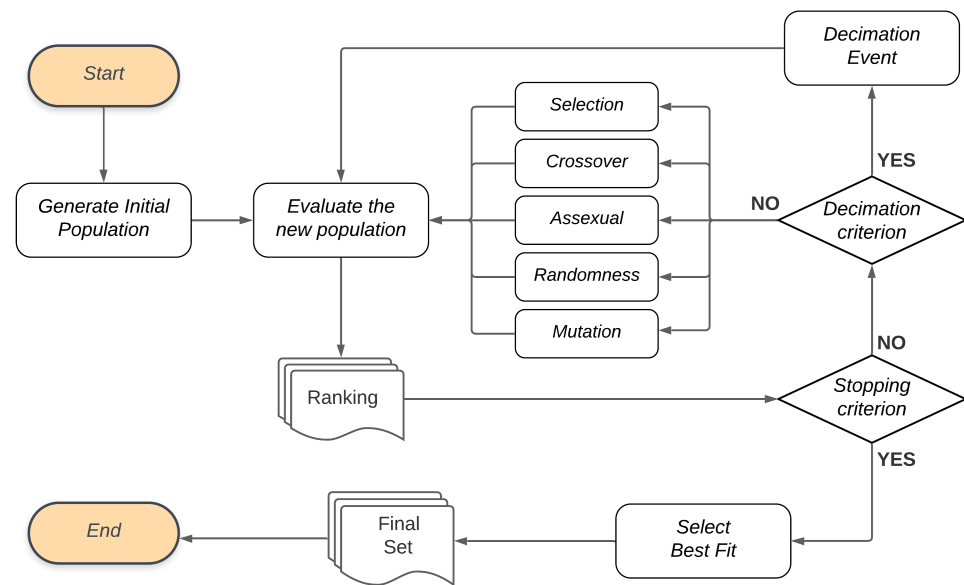 Start
Decimation
Event
Selection
YES
Crossover
Generate Initial
Population
Evaluate the
new population
Assexual
NO
Decimation
criterion
Randomness
Mutation
NO
Ranking
Stopping
criterion
YES
End
Final
Set
Select
Best Fit